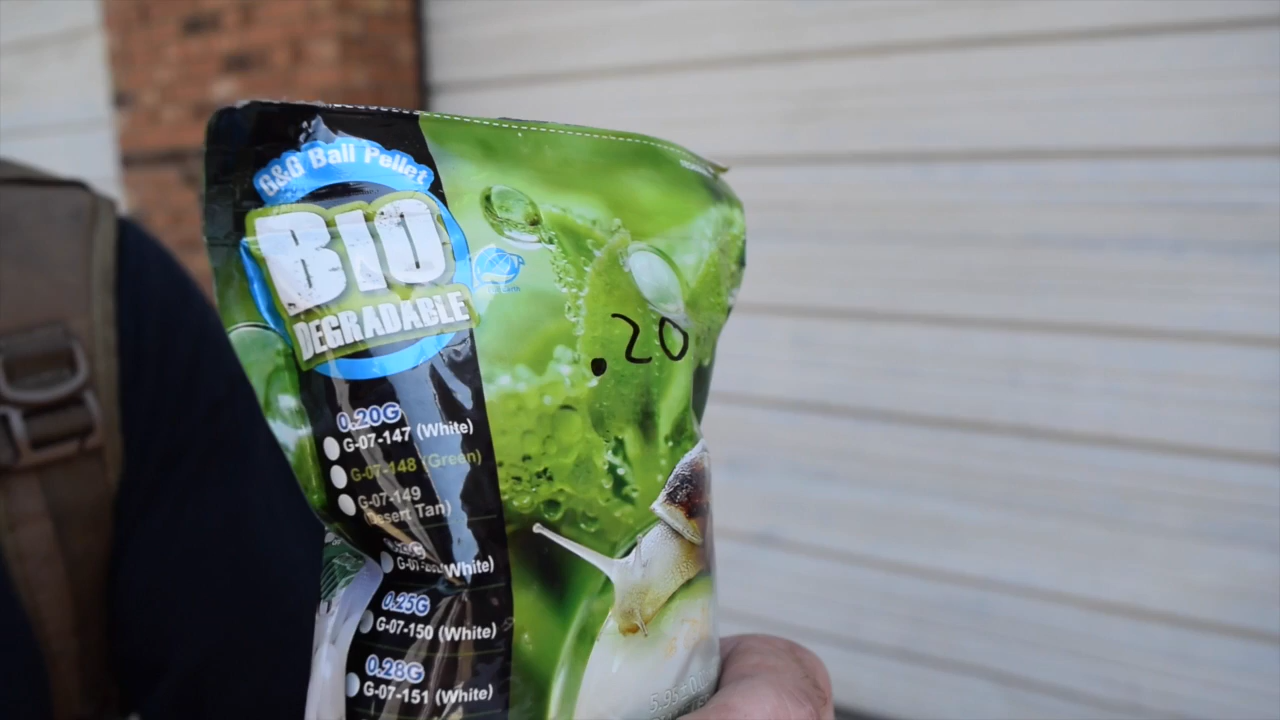 G&G Ball Pellet
BIO
DEGRADABLE
.20
0.20G
G-07-147 (White)
G-07-148 (Green)
G-07-149
(Desert Tan)
(White)
0.25G
G-07-150 (White)
0.28G
G-07-151 (White)